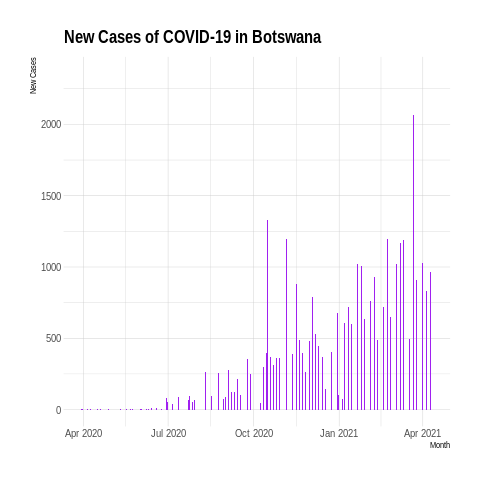 New Cases of COVID-19 in Botswana
New Cases
2000
1500
1000
500
0
Apr 2020 Jul 2020 Oct 2020 Jan 2021 Apr 2021
Month